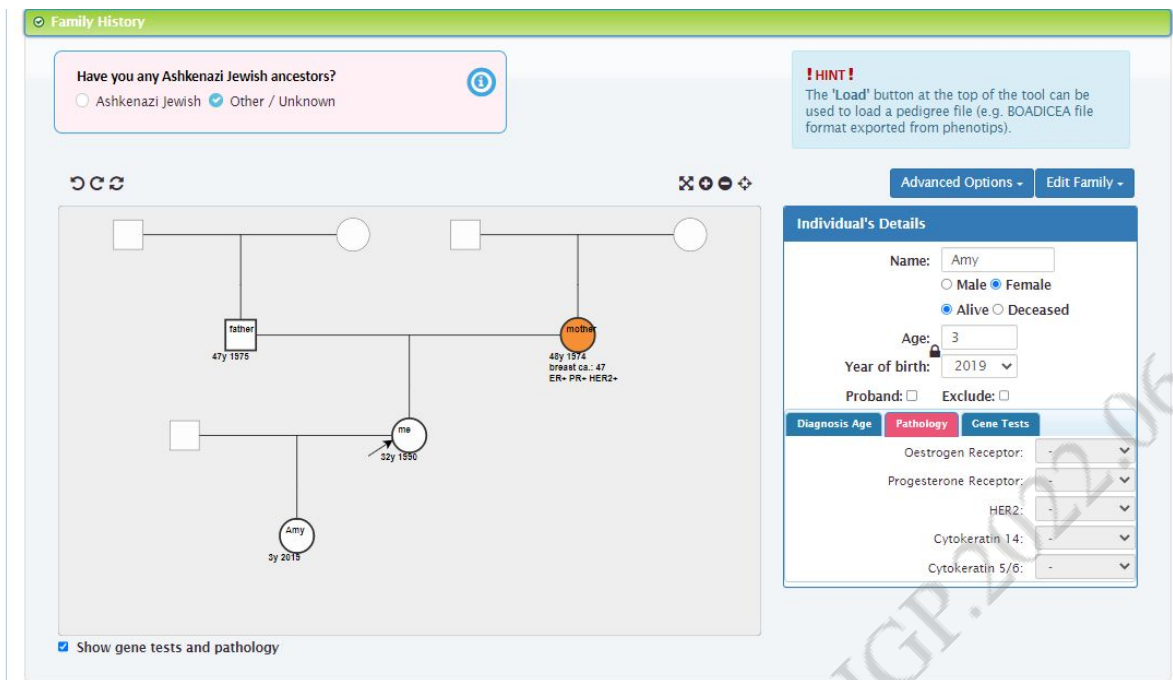 Family History
Have you any Ashkenazi Jewish ancestors?
Ashkenazi Jewish Other / Unknown
! HINT !
The 'Load' button at the top of the tool can be
used to load a pedigree file (e.g. BOADICEA file
format exported from phenotips).
Advanced Options
Edit Family
father
47y 1975
mother
48y 1974
breast ca.: 47
ER+ PR+ HER2+
me
32y 1990
Amy
3y 2015
Show gene tests and pathology
Individual's Details
Name: Amy
Male Female
Alive Deceased
Age: 3
Year of birth: 2019
Proband: Exclude:
Diagnosis Age Pathology Gene Tests
Oestrogen Receptor: -
Progesterone Receptor: -
HER2: -
Cytokeratin 14: -
Cytokeratin 5/6: -
IGP.2022.06